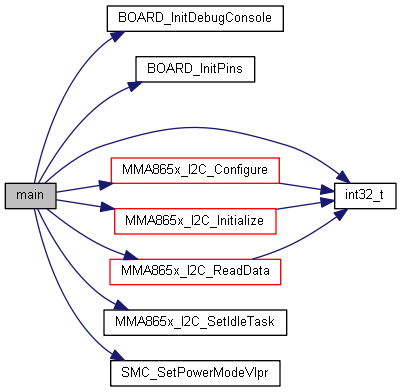 BOARD_InitDebugConsole
BOARD_InitPins
MMA865x_I2C_Configure
main
int32_t
MMA865x_I2C_Initialize
MMA865x_I2C_ReadData
MMA865x_I2C_SetIdleTask
SMC_SetPowerModeVlpr